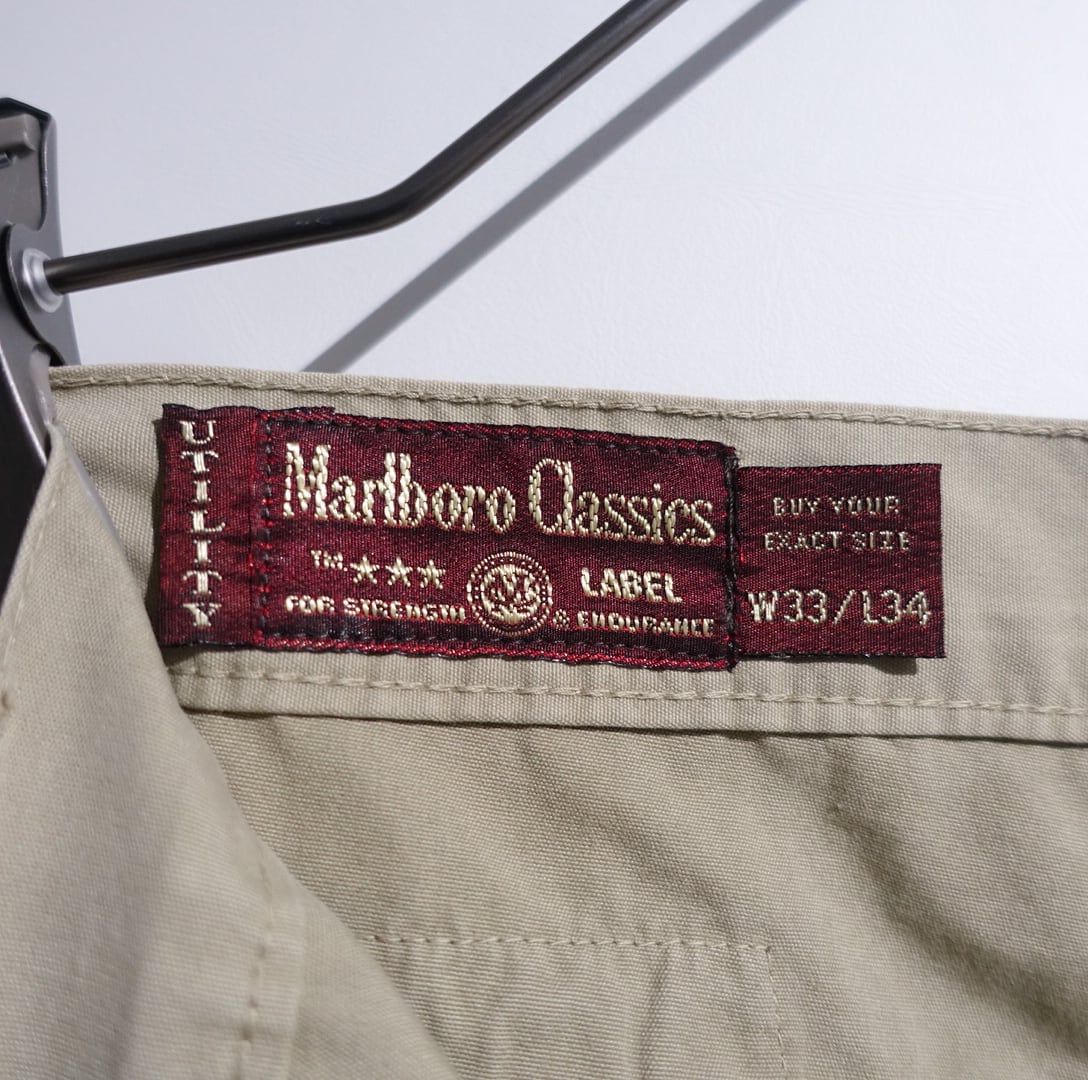 UTILITY
Marlboro Classics
TM ★★★ LABEL
FOR STRENGTH & ENDURANCE
BUY YOUR
EXACT SIZE
W33/L34